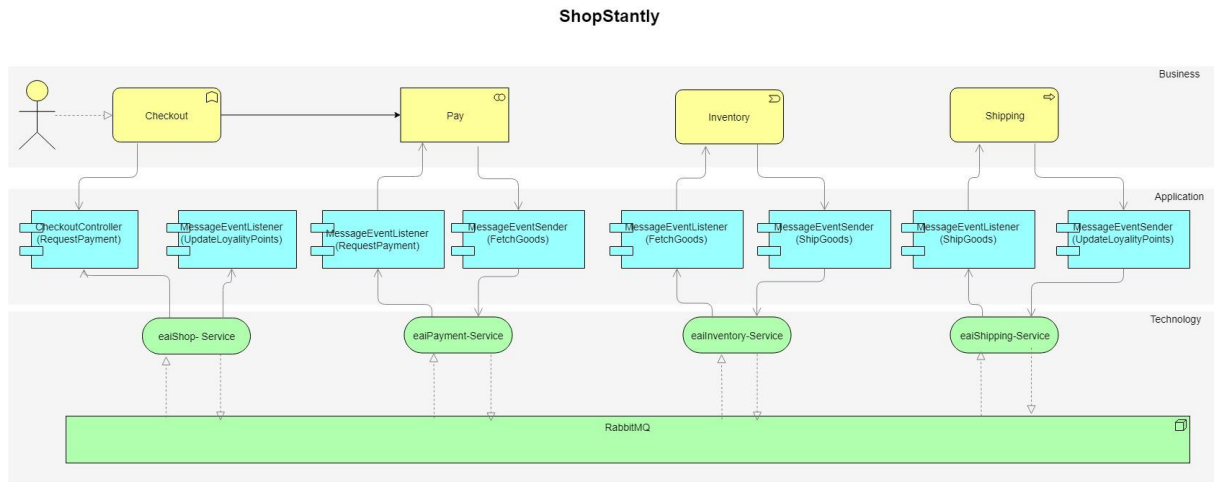 ShopStantly
Business
Checkout
Pay
Inventory
Shipping
Application
CheckoutController
(RequestPayment)
MessageEventListener
(UpdateLoyalityPoints)
MessageEventListener
(RequestPayment)
MessageEventSender
(FetchGoods)
MessageEventListener
(FetchGoods)
MessageEventSender
(ShipGoods)
MessageEventListener
(ShipGoods)
MessageEventSender
(UpdateLoyalityPoints)
Technology
eaiShop- Service
eaiPayment-Service
eaiInventory-Service
eaiShipping-Service
RabbitMQ